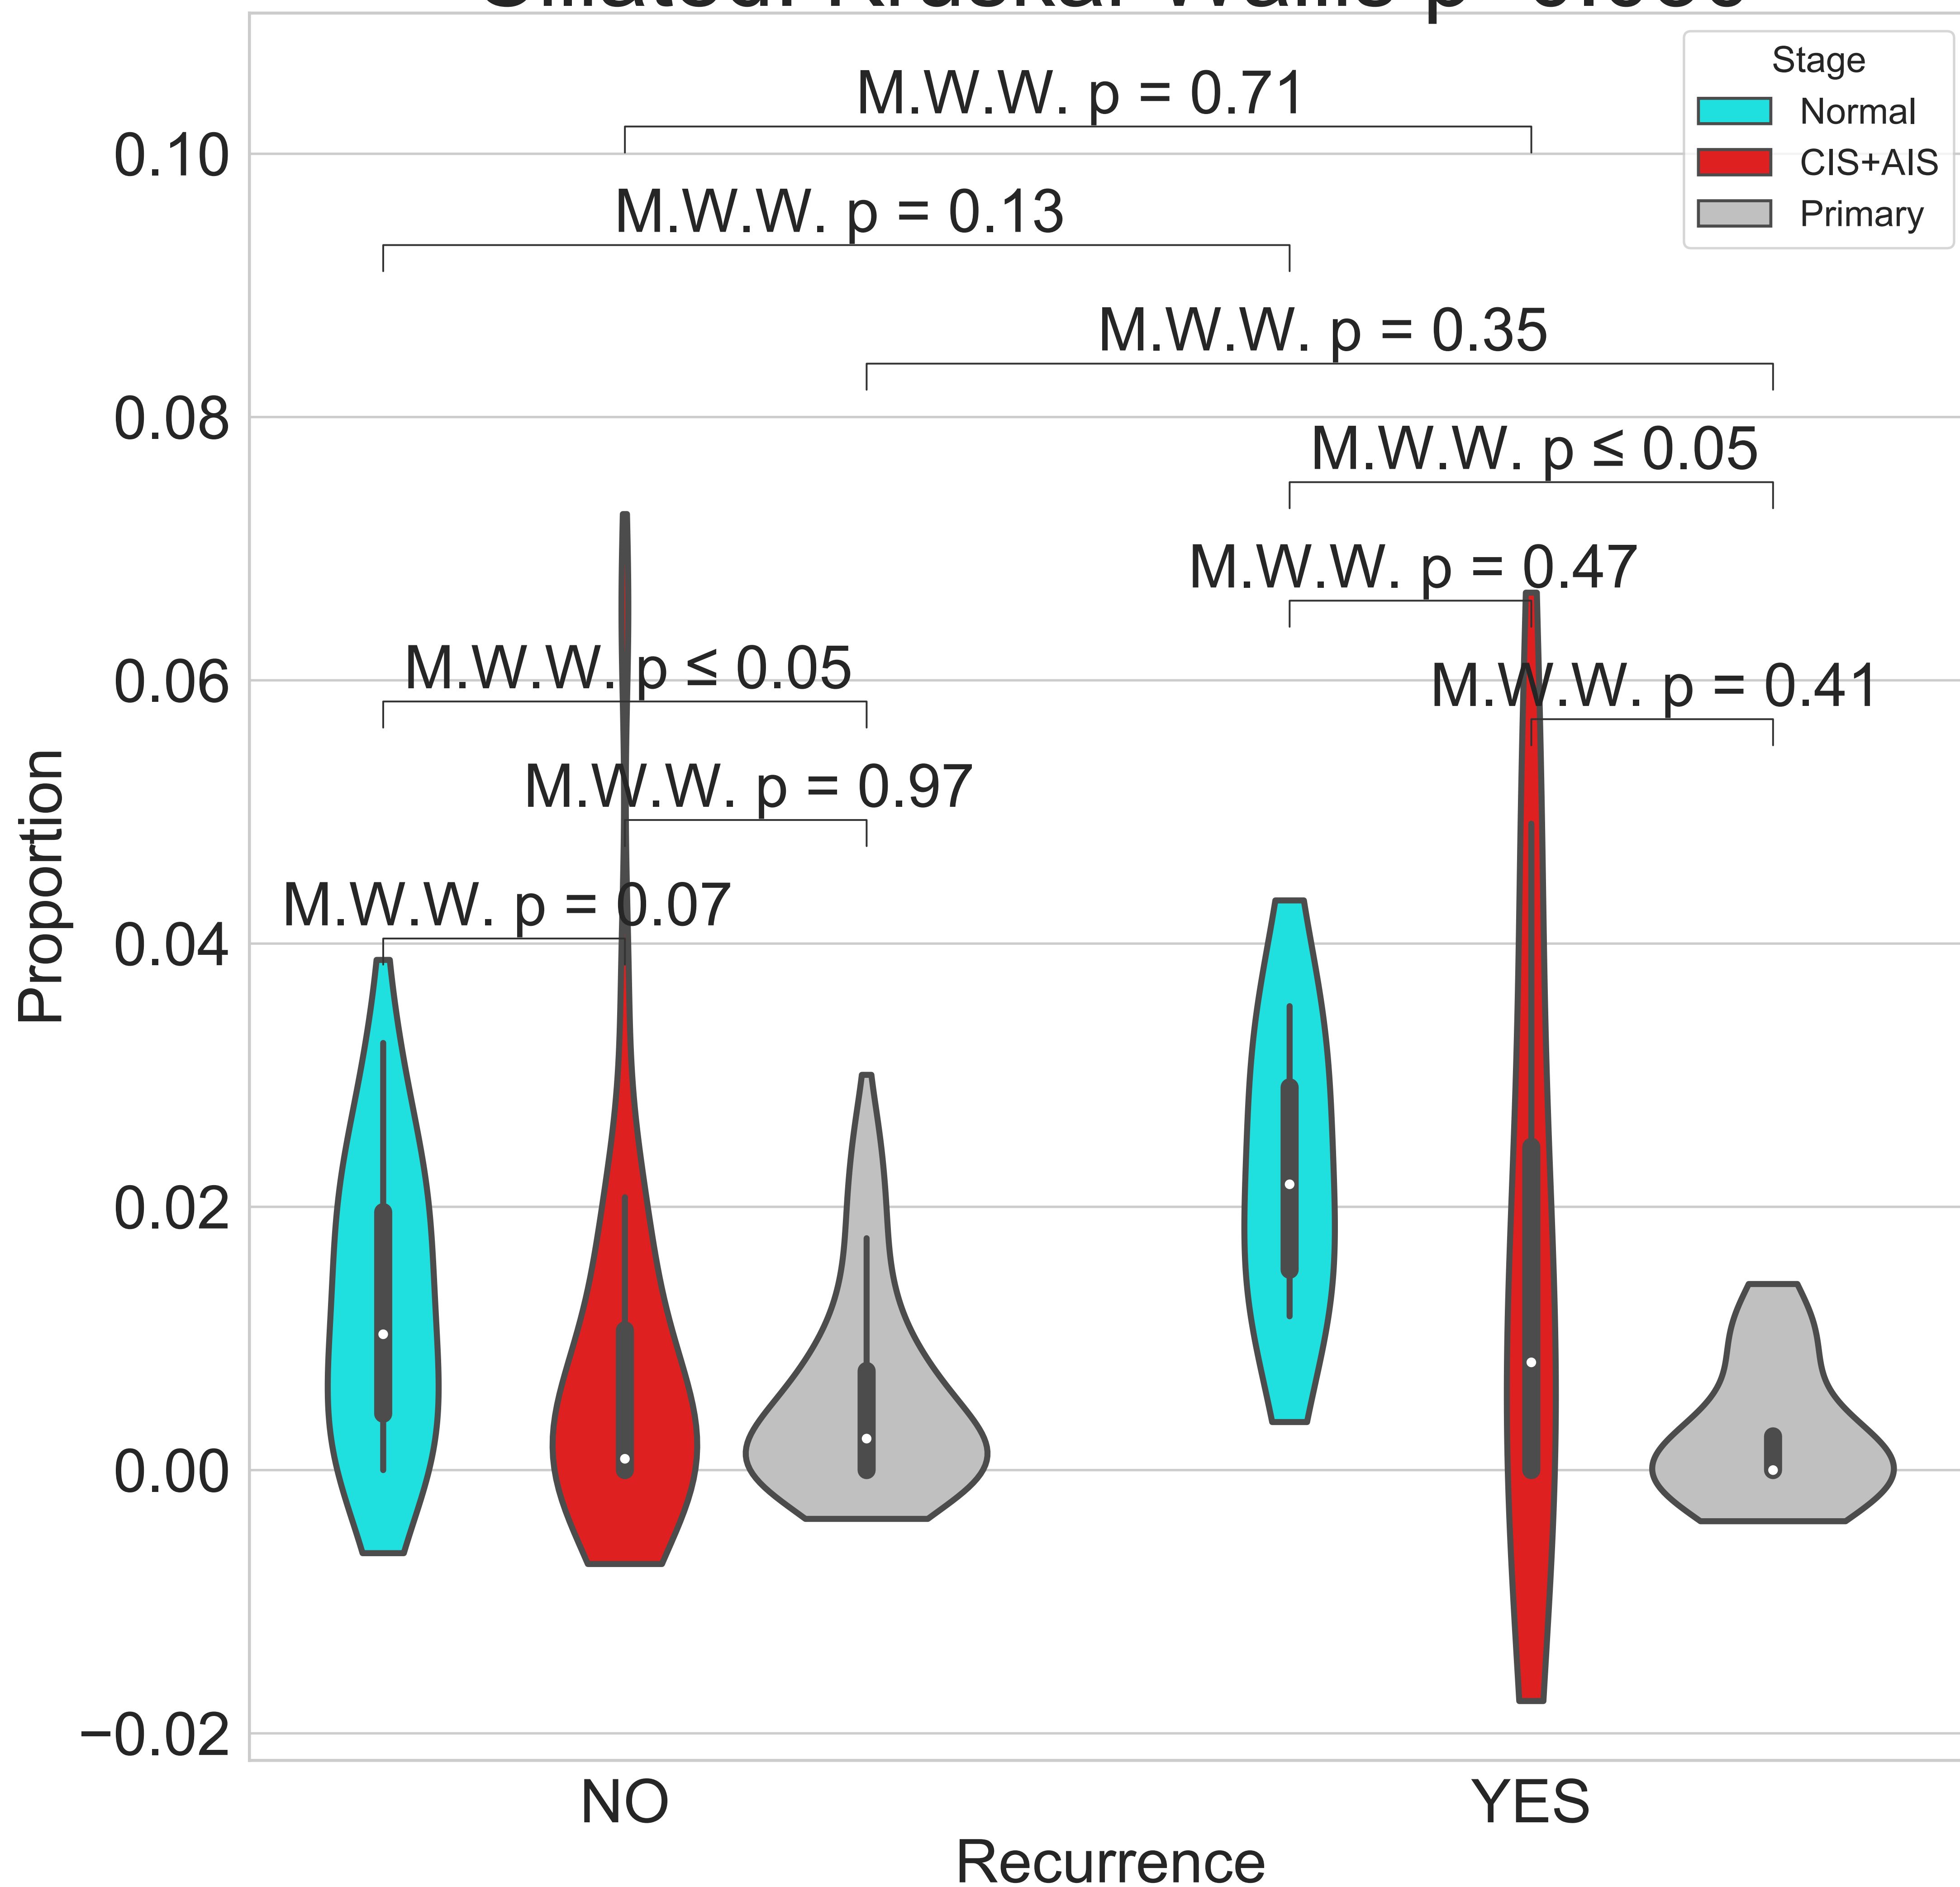 Stage
Normal
CIS+AIS
Primary
M.W.W. p = 0.71
M.W.W. p = 0.13
M.W.W. p = 0.35
M.W.W. p ≤ 0.05
M.W.W. p = 0.47
M.W.W. p ≤ 0.05
M.W.W. p = 0.41
M.W.W. p = 0.97
M.W.W. p = 0.07
0.10
0.08
0.06
0.04
0.02
0.00
−0.02
Proportion
NO
YES
Recurrence